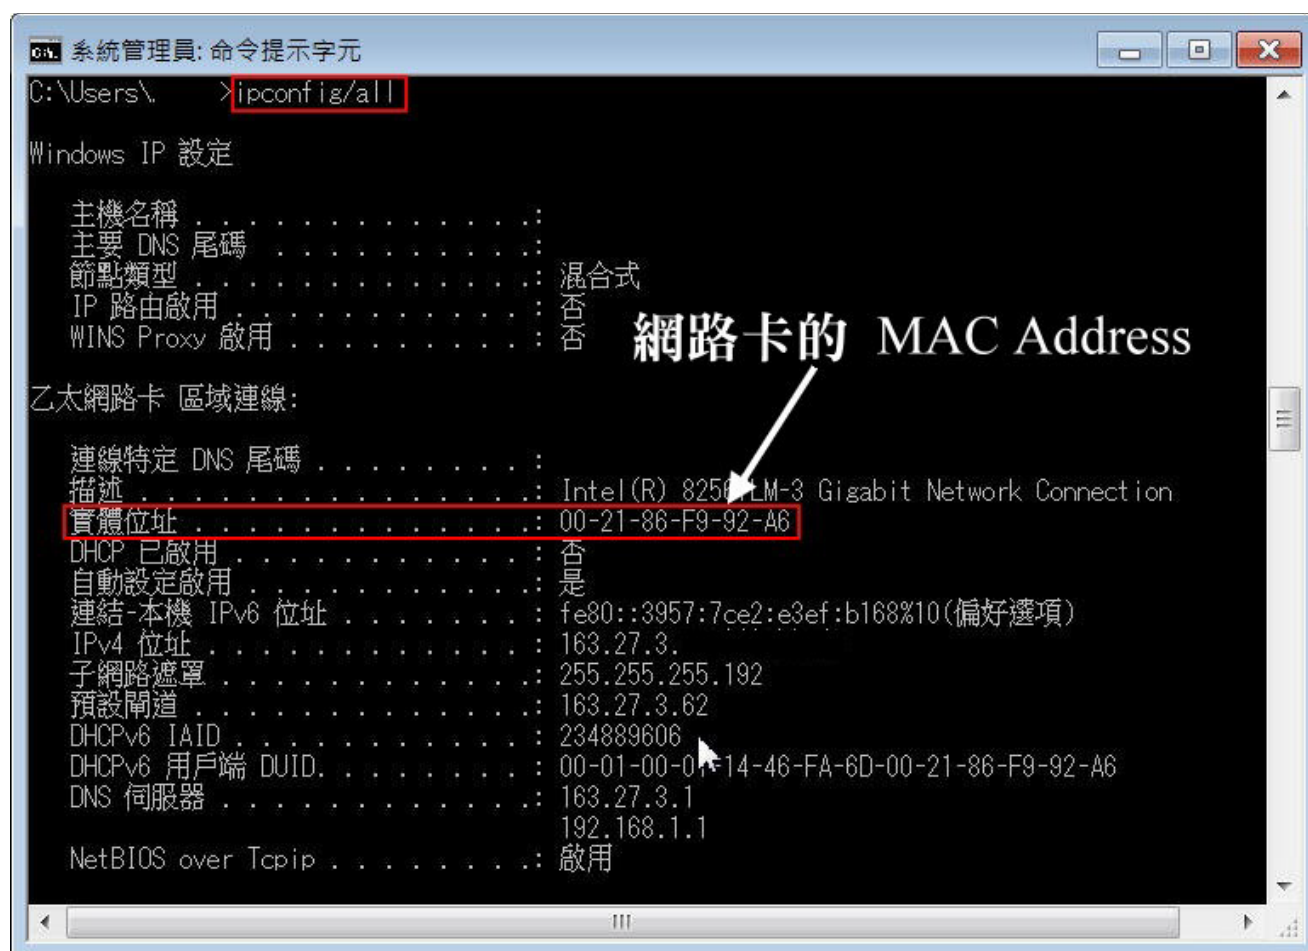 系統管理員: 命令提示字元
C:\Users\. >ipconfig/all
Windows IP 設定
主機名稱 . . . . . . . . . . . . .:
主要 DNS 尾碼 . . . . . . . . . .:
節點類型 . . . . . . . . . . . . .: 混合式
IP 路由啟用 . . . . . . . . . . . : 否
WINS Proxy 啟用 . . . . . . . . . : 否
網路卡的 MAC Address
乙太網路卡 區域連線:
連線特定 DNS 尾碼 . . . . . . . . :
描述 . . . . . . . . . . . . . . .: Intel(R) LM-3 Gigabit Network Connection
實體位址 . . . . . . . . . . . . .: 00-21-86-F9-92-A6
DHCP 已啟用 . . . . . . . . . . . : 否
自動設定啟用 . . . . . . . . . . .: 是
連結-本機 IPv6 位址 . . . . . . . : fe80::3957:7ce2:e3ef:b168%10(偏好選項)
IPv4 位址 . . . . . . . . . . . . : 163.27.3.
子網路遮罩 . . . . . . . . . . . .: 255.255.255.192
預設閘道 . . . . . . . . . . . . .: 163.27.3.62
DHCPv6 IAID . . . . . . . . . . . : 234889606
DHCPv6 用戶端 DUID. . . . . . . . : 00-01-00-01-14-46-FA-6D-00-21-86-F9-92-A6
DNS 伺服器 . . . . . . . . . . . .: 163.27.3.1
192.168.1.1
NetBIOS over Tcpip . . . . . . . .: 啟用